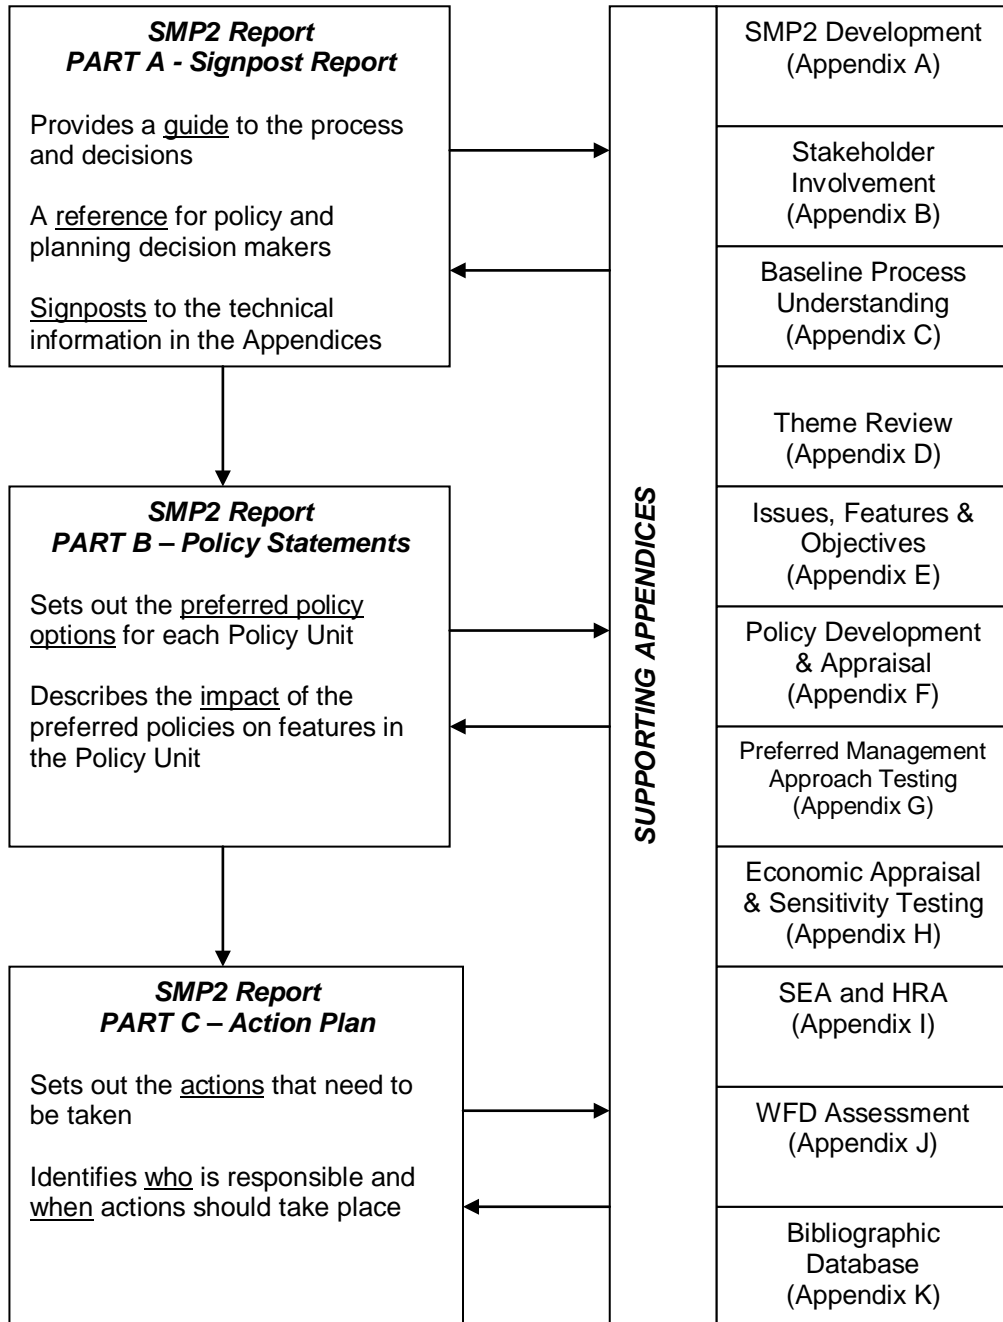 SMP2 Report
PART A - Signpost Report
Provides a guide to the process
and decisions
A reference for policy and
planning decision makers
Signposts to the technical
information in the Appendices
SMP2 Report
PART B – Policy Statements
Sets out the preferred policy
options for each Policy Unit
Describes the impact of the
preferred policies on features in
the Policy Unit
SMP2 Report
PART C – Action Plan
Sets out the actions that need to
be taken
Identifies who is responsible and
when actions should take place
SUPPORTING APPENDICES
SMP2 Development
(Appendix A)
Stakeholder
Involvement
(Appendix B)
Baseline Process
Understanding
(Appendix C)
Theme Review
(Appendix D)
Issues, Features &
Objectives
(Appendix E)
Policy Development
& Appraisal
(Appendix F)
Preferred Management
Approach Testing
(Appendix G)
Economic Appraisal
& Sensitivity Testing
(Appendix H)
SEA and HRA
(Appendix I)
WFD Assessment
(Appendix J)
Bibliographic
Database
(Appendix K)